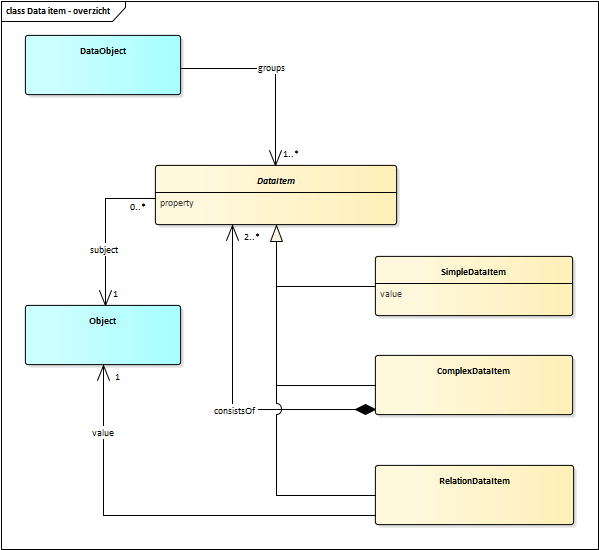 class Data item - overzicht
DataObject
groups
1..*
DataItem
property
0..*
2..*
subject
1
SimpleDataItem
value
Object
1
ComplexDataItem
consistsOf
value
RelationDataItem